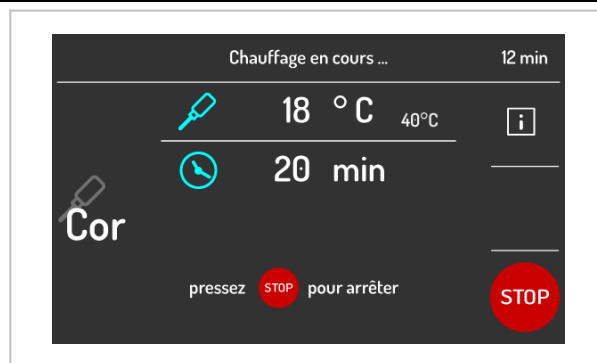 Chauffage en cours ... 12 min
18 °C 40°C
i
20 min
Cor
pressez STOP pour arrêter
STOP